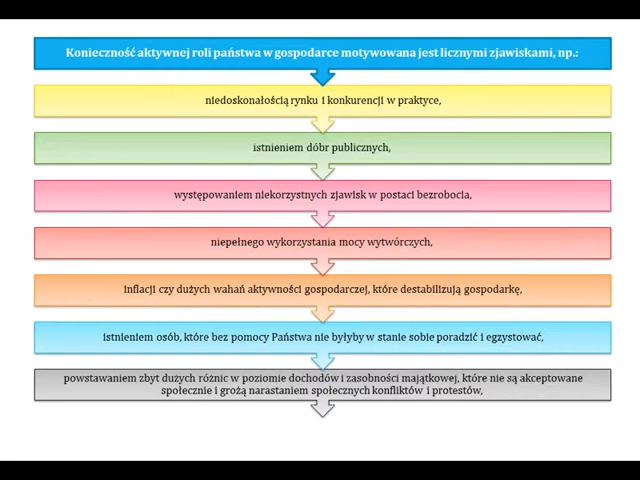 Konieczność aktywnej roli państwa w gospodarce motywowana jest licznymi zjawiskami, np.:
niedoskonałością rynku i konkurencji w praktyce,
istnieniem dóbr publicznych,
występowaniem niekorzystnych zjawisk w postaci bezrobocia,
niepełnego wykorzystania mocy wytwórczych,
inflacji czy dużych wahań aktywności gospodarczej, które destabilizują gospodarkę,
istnieniem osób, które bez pomocy Państwa nie byłyby w stanie sobie poradzić i egzystować,
powstawaniem zbyt dużych różnic w poziomie dochodów i zasobności majątkowej, które nie są akceptowane
społecznie i grożą narastaniem społecznych konfliktów i protestów,